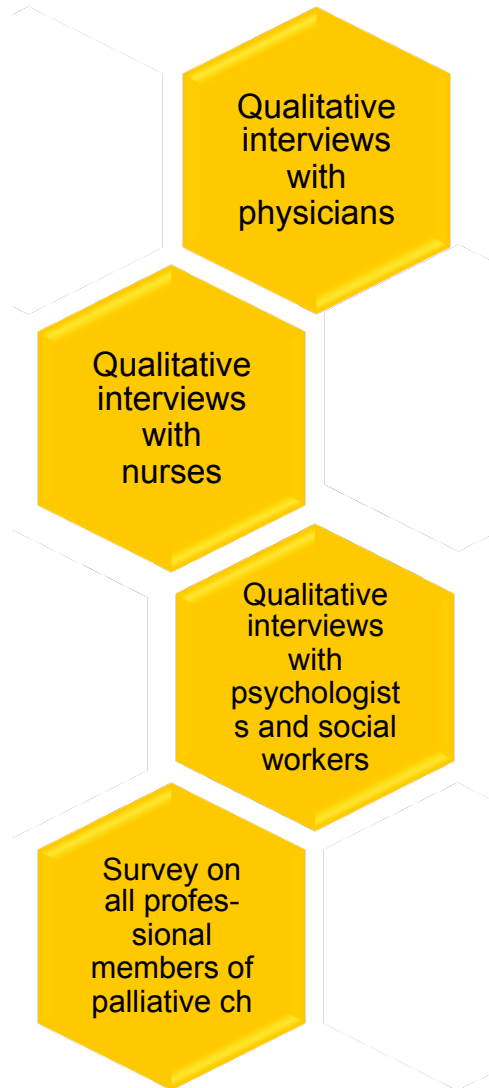 Qualitative
interviews
with
physicians
Qualitative
interviews
with
nurses
Qualitative
interviews
with
psychologist
s and social
workers
Survey on
all profes-
sional
members of
palliative ch